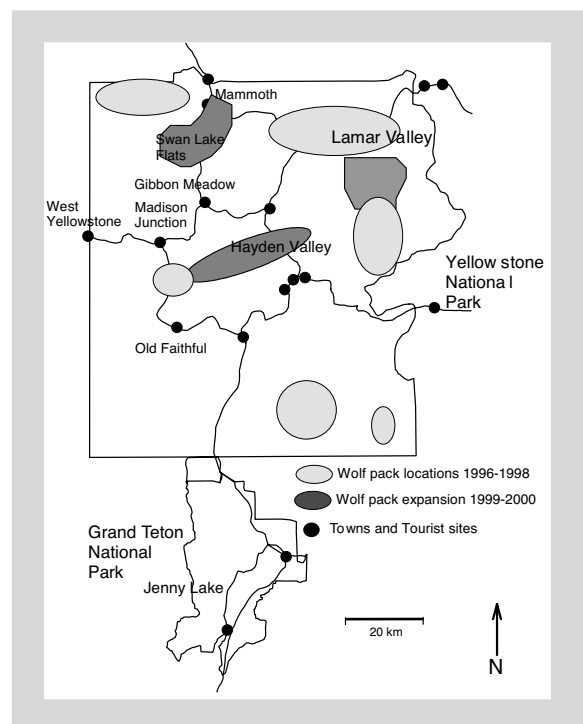 Mammoth
Swan Lake
Flats
Lamar Valley
Gibbon Meadow
West
Yellowstone
Madison
Junction
Hayden Valley
Yellow stone
Nationa l
Park
Old Faithful
Wolf pack locations 1996-1998
Wolf pack expansion 1999-2000
Towns and Tourist sites
Grand Teton
National
Park
Jenny Lake
20 km
N